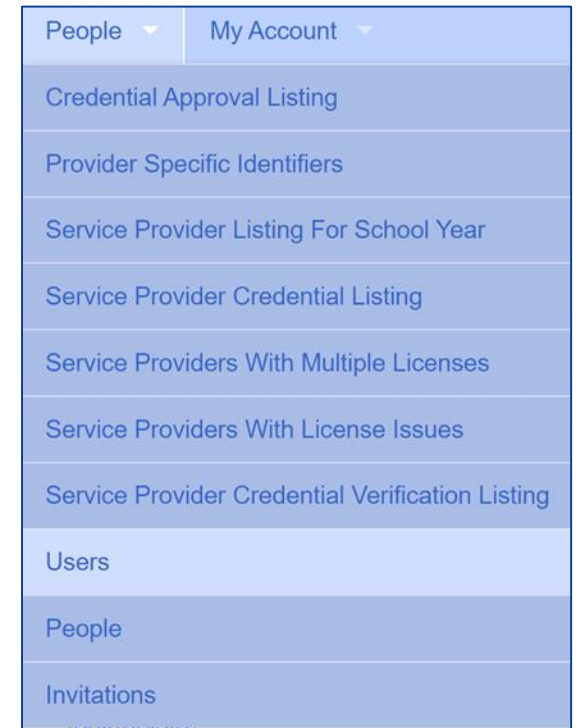 People My Account
Credential Approval Listing
Provider Specific Identifiers
Service Provider Listing For School Year
Service Provider Credential Listing
Service Providers With Multiple Licenses
Service Providers With License Issues
Service Provider Credential Verification Listing
Users
People
Invitations